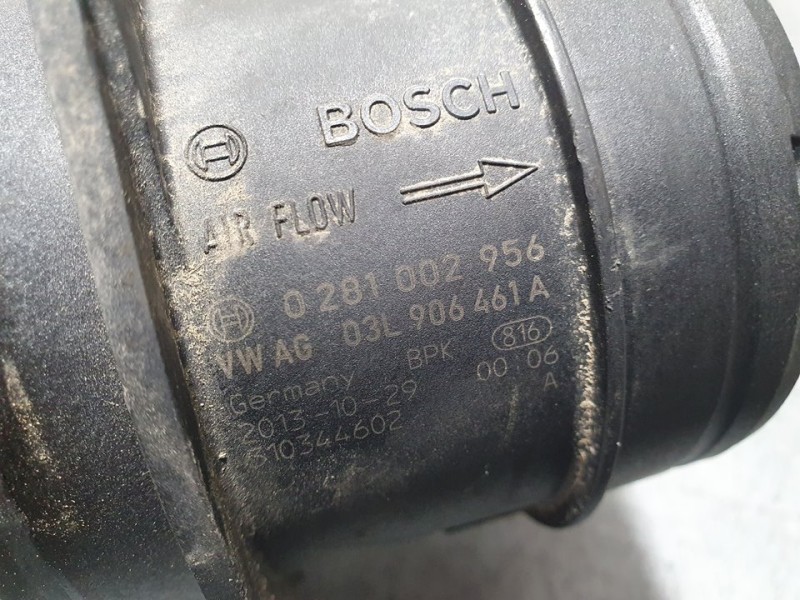 BOSCH
AIR FLOW
0 281 002 956
VW AG 03L 906 461 A
Germany BPK 816
2013-10-29 00:06
310344602 A